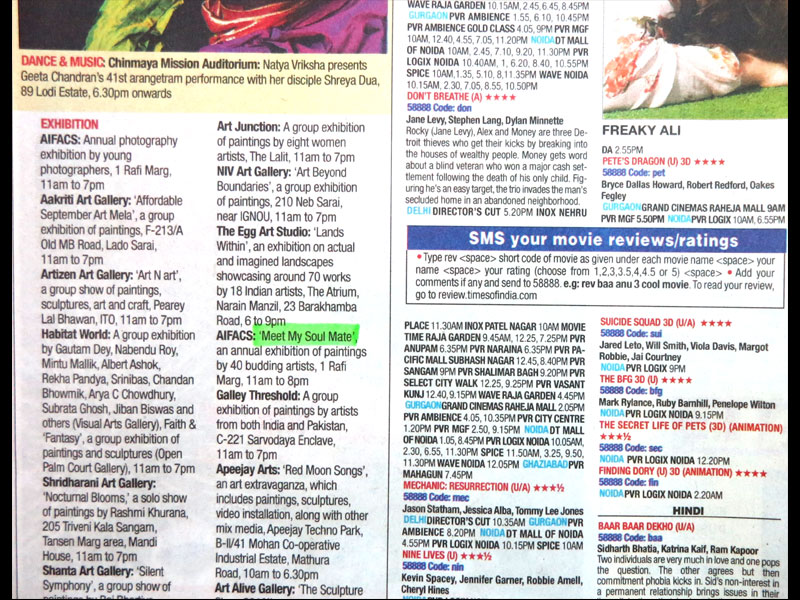 DANCE & MUSIC: Chinmaya Mission Auditorium: Natya Vriksha presents
Geeta Chandran's 41st arangetram performance with her disciple Shreya Dua,
89 Lodi Estate, 6.30pm onwards
EXHIBITION
AIFACS: Annual photography
exhibition by young
photographers, 1 Rafi Marg,
11am to 7pm
Aakriti Art Gallery: 'Affordable
September Art Mela', a group
exhibition of paintings, F-213/A
Old MB Road, Lado Sarai,
11am to 7pm
Artizen Art Gallery: 'Art N art',
a group show of paintings,
sculptures, art and craft, Pearey
Lal Bhawan, ITO, 11am to 7pm
Habitat World: A group exhibition
by Gautam Dey, Nabendu Roy,
Mintu Mallik, Albert Ashok,
Rekha Pandya, Srinibas, Chandan
Bhowmik, Arya C Chowdhury,
Subrata Ghosh, Jiban Biswas and
others (Visual Arts Gallery), Faith &
'Fantasy', a group exhibition of
paintings and sculptures (Open
Palm Court Gallery), 11am to 7pm
Shridharani Art Gallery:
'Nocturnal Blooms,' a solo show
of paintings by Rashmi Khurana,
205 Triveni Kala Sangam,
Tansen Marg area, Mandi
House, 11am to 7pm
Shanta Art Gallery: 'Silent
Symphony', a group show of
Art Junction: A group exhibition
of paintings by eight women
artists, The Lalit, 11am to 7pm
NIV Art Gallery: 'Art Beyond
Boundaries', a group exhibition
of paintings, 210 Neb Sarai,
near IGNOU, 11am to 7pm
The Egg Art Studio: 'Lands
Within', an exhibition on actual
and imagined landscapes
showcasing around 70 works
by 18 Indian artists, The Atrium,
Narain Manzil, 23 Barakhamba
Road, 6 to 9pm
AIFACS: 'Meet My Soul Mate',
an annual exhibition of paintings
by 40 budding artists, 1 Rafi
Marg, 11am to 8pm
Galley Threshold: A group
exhibition of paintings by artists
from both India and Pakistan,
C-221 Sarvodaya Enclave,
11am to 7pm
Apeejay Arts: 'Red Moon Songs',
an art extravaganza, which
includes paintings, sculptures,
video installation, along with other
mix media, Apeejay Techno Park,
B-II/41 Mohan Co-operative
Industrial Estate, Mathura
Road, 10am to 6.30pm
Art Alive Gallery: 'The Sculpture
WAVE RAJA GARDEN 10.15AM, 2.45, 6.45, 8.45PM
GURGAON PVR AMBIENCE 1.55, 6.10, 10.45PM
PVR AMBIENCE GOLD CLASS 4.05, 9PM PVR MGF
10AM, 12.40, 4.55, 7.05, 11.20PM NOIDA DT MALL
OF NOIDA 10AM, 2.45, 7.10, 9.20, 11.30PM PVR
LOGIX NOIDA 10.40AM, 1, 6.20, 8.40, 10.55PM
SPICE 10AM,1.35, 5.10, 8,11.35PM WAVE NOIDA
10.15AM, 2.30, 7.05, 8.55, 10.50PM
DON'T BREATHE (A) ★★★★
58888 Code: don
Jane Levy, Stephen Lang, Dylan Minnette
Rocky (Jane Levy), Alex and Money are three De-
troit thieves who get their kicks by breaking into
the houses of wealthy people. Money gets word
about a blind veteran who won a major cash set-
tlement following the death of his only child. Fig-
uring he's an easy target, the trio invades the man's
secluded home in an abandoned neighborhood.
DELHI DIRECTOR'S CUT 5.20PM INOX NEHRU
FREAKY ALI
DA 2.55PM
PETE'S DRAGON (U) 3D ★★★★
58888 Code: pet
Bryce Dallas Howard, Robert Redford, Oakes
Fegley
GURGAON GRAND CINEMAS RAHEJA MALL 9AM
PVR MGF 5.50PM NOIDA PVR LOGIX 10AM, 6.55PM
SMS your movie reviews/ratings
• Type rev <space> short code of movie as given under each movie name <space> your
name <space> your rating (choose from 1,2,3,3.5,4,4.5 or 5) <space> • Add your
comments if any and send to 58888. e.g: rev baa anu 3 cool movie. To read your review,
go to review.timesofindia.com
PLACE 11.30AM INOX PATEL NAGAR 10AM MOVIE
TIME RAJA GARDEN 9.45AM, 12.25, 7.25PM PVR
ANUPAM 6.35PM PVR NARAINA 6.35PM PVR PA-
CIFIC MALL SUBHASH NAGAR 12.45, 8.40PM PVR
SANGAM 9PM PVR SHALIMAR BAGH 9.20PM PVR
SELECT CITY WALK 12.25, 9.25PM PVR VASANT
KUNJ 12.40, 9.15PM WAVE RAJA GARDEN 4.45PM
GURGAON GRAND CINEMAS RAHEJA MALL 2.05PM
PVR AMBIENCE 4.05, 10.35PM PVR CITY CENTRE
1.20PM PVR MGF 2.50, 9.15PM NOIDA DT MALL
OF NOIDA 1.05, 8.45PM PVR LOGIX NOIDA 10.05AM,
2.30, 6.55, 11.30PM SPICE 11.50AM, 3.25, 9.50,
11.30PM WAVE NOIDA 12.05PM GHAZIABAD PVR
MAHAGUN 7.45PM
MECHANIC: RESURRECTION (U/A) ★★★½
58888 Code: mec
Jason Statham, Jessica Alba, Tommy Lee Jones
DELHI DIRECTOR'S CUT 10.35AM GURGAON PVR
AMBIENCE 8.20PM NOIDA DT MALL OF NOIDA
4.55PM PVR LOGIX NOIDA 10.15PM SPICE 10AM
NINE LIVES (U) ★★★½
58888 Code: nin
Kevin Spacey, Jennifer Garner, Robbie Amell,
Cheryl Hines
SUICIDE SQUAD 3D (U/A) ★★★★
58888 Code: sui
Jared Leto, Will Smith, Viola Davis, Margot
Robbie, Jai Courtney
NOIDA PVR LOGIX 9PM
THE BFG 3D (U) ★★★★
58888 Code: bfg
Mark Rylance, Ruby Barnhill, Penelope Wilton
NOIDA PVR LOGIX NOIDA 9.15PM
THE SECRET LIFE OF PETS (3D) (ANIMATION)
★★★½
58888 Code: sec
NOIDA PVR LOGIX NOIDA 12.20PM
FINDING DORY (U) 3D (ANIMATION) ★★★★
58888 Code: fin
NOIDA PVR LOGIX NOIDA 2.20AM
HINDI
BAAR BAAR DEKHO (U/A)
58888 Code: baa
Sidharth Bhatia, Katrina Kaif, Ram Kapoor
Two individuals are very much in love and one pops
the question. The other agrees but then
commitment phobia kicks in. Sid's non-interest in
a permanent relationship brings issues in their